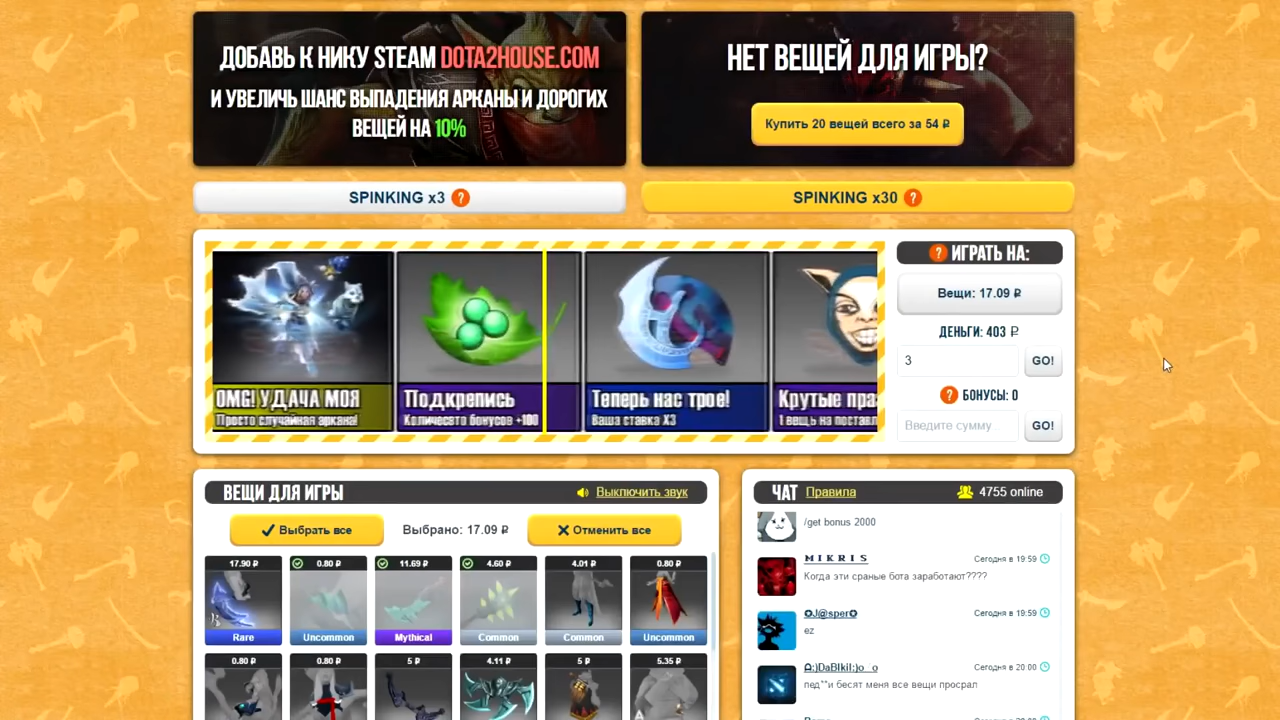 ДОБАВЬ К НИКУ STEAM DOTA2HOUSE.COM
И УВЕЛИЧЬ ШАНС ВЫПАДЕНИЯ АРКАНЫ И ДОРОГИХ
ВЕЩЕЙ НА 10%
НЕТ ВЕЩЕЙ ДЛЯ ИГРЫ?
Купить 20 вещей всего за 54 ₽
SPINKING x3 ?
SPINKING x30 ?
OMG! УДАЧА МОЯ
Просто случайная аркана!
Подкрепись
Количесвто бонусов +100
Теперь нас трое!
Ваша ставка X3
Крутые пра
1 вещь на постав
? ИГРАТЬ НА:
Вещи: 17.09 ₽
ДЕНЬГИ: 403 ₽
3
GO!
? БОНУСЫ: 0
Введите сумму...
GO!
ВЕЩИ ДЛЯ ИГРЫ
Выключить звук
Выбрать все
Выбрано: 17.09 ₽
Отменить все
17.90 ₽
0.80 ₽
11.69 ₽
4.60 ₽
4.01 ₽
0.80 ₽
Rare
Uncommon
Mythical
Common
Common
Uncommon
0.80 ₽
0.80 ₽
5 ₽
4.11 ₽
5 ₽
5.35 ₽
ЧАТ
Правила
4755 online
/get bonus 2000
M I K R I S
Сегодня в 19:59
Когда эти сраные бота заработают????
✪J@sper✪
Сегодня в 19:59
ez
Сегодня в 20:00
пед**и бесят меня все вещи просрал